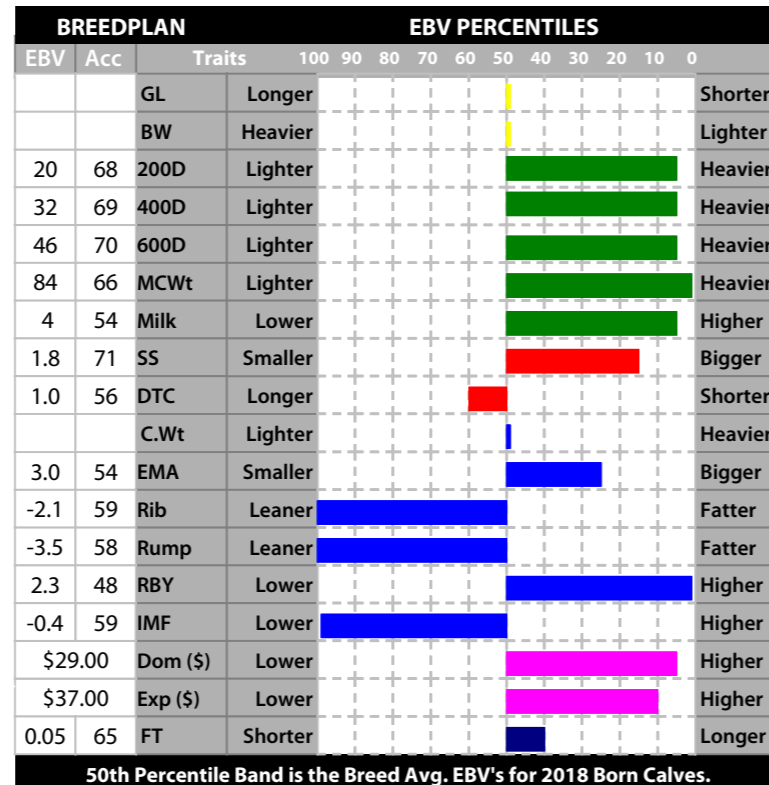 BREEDPLAN EBV PERCENTILES
EBV Acc Traits 100 90 80 70 60 50 40 30 20 10 0
GL Longer Shorter
BW Heavier Lighter
20 68 200D Lighter Heavier
32 69 400D Lighter Heavier
46 70 600D Lighter Heavier
84 66 MCWt Lighter Heavier
4 54 Milk Lower Higher
1.8 71 SS Smaller Bigger
1.0 56 DTC Longer Shorter
C.Wt Lighter Heavier
3.0 54 EMA Smaller Bigger
-2.1 59 Rib Leaner Fatter
-3.5 58 Rump Leaner Fatter
2.3 48 RBY Lower Higher
-0.4 59 IMF Lower Higher
$29.00 Dom ($) Lower Higher
$37.00 Exp ($) Lower Higher
0.05 65 FT Shorter Longer
50th Percentile Band is the Breed Avg. EBV's for 2018 Born Calves.